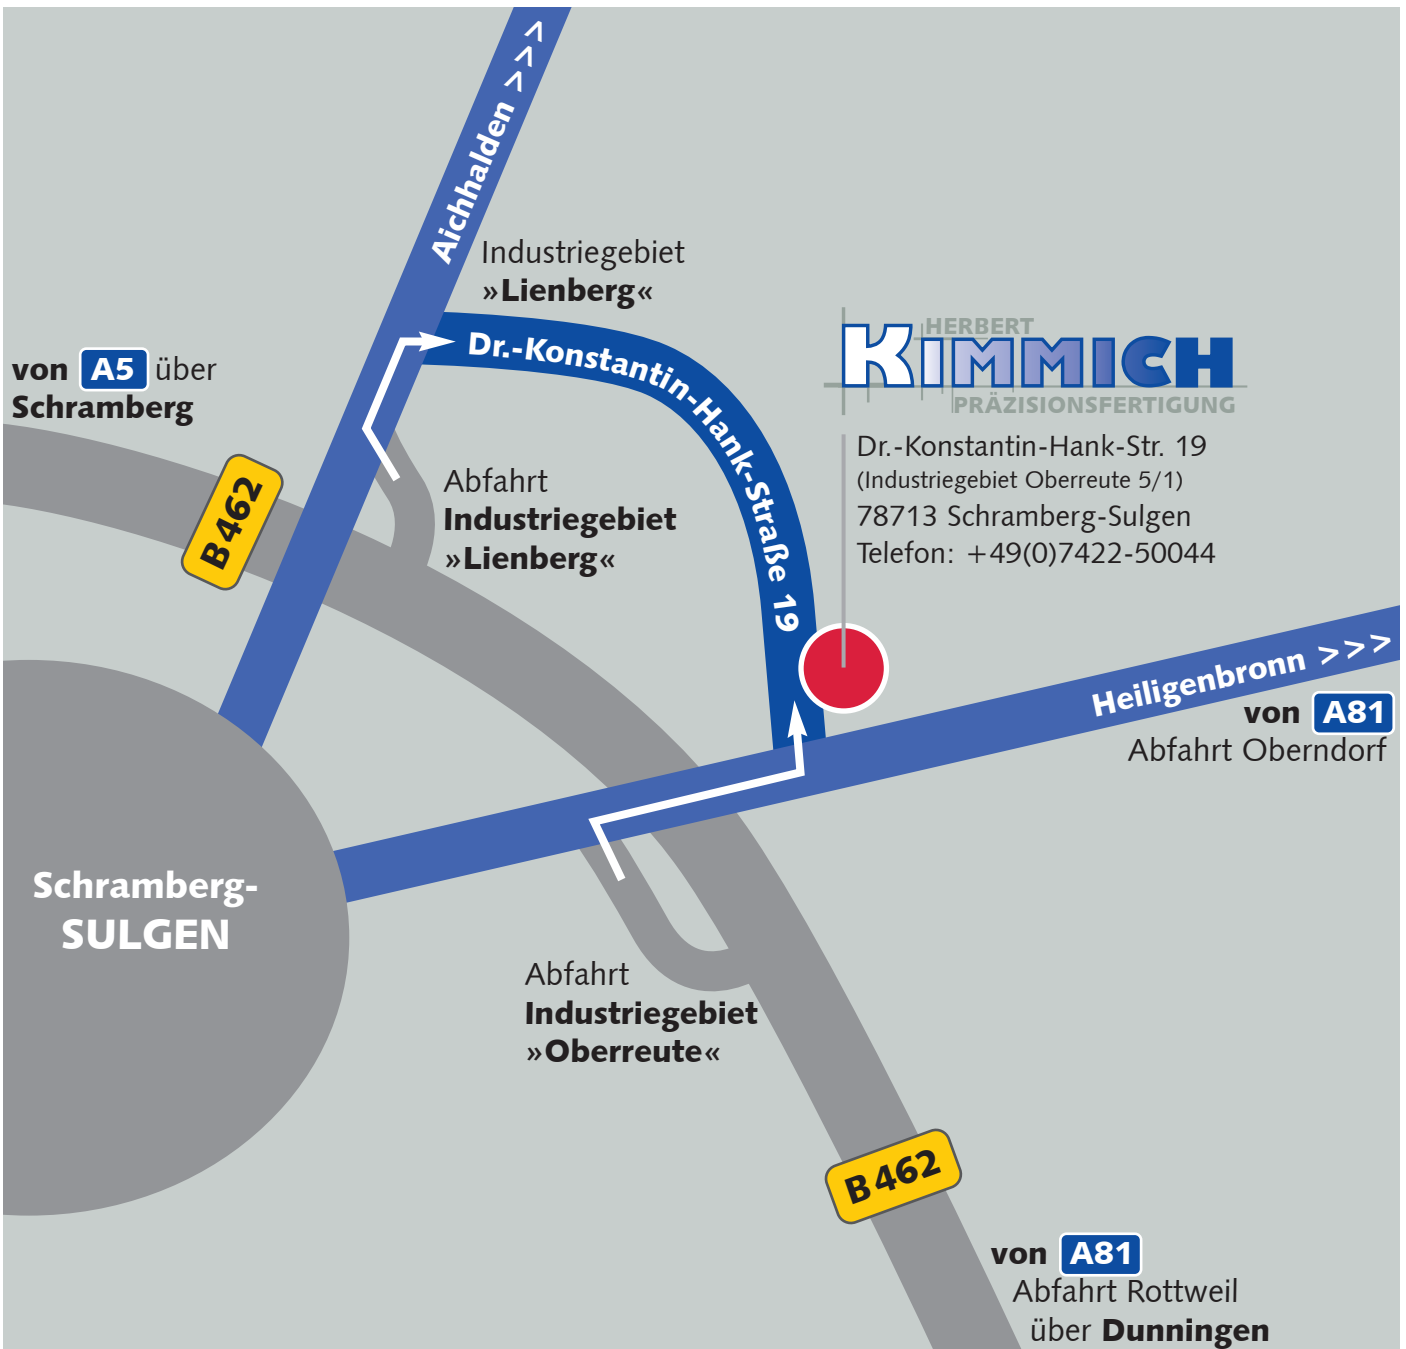 Aichhalden >>>
Industriegebiet
»Lienberg«
Dr.-Konstantin-Hank-Straße 19
HERBERT
KIMMICH
PRÄZISIONSFERTIGUNG
Dr.-Konstantin-Hank-Str. 19
(Industriegebiet Oberreute 5/1)
78713 Schramberg-Sulgen
Telefon: +49(0)7422-50044
von A5 über
Schramberg
B 462
Abfahrt
Industriegebiet
»Lienberg«
Heiligenbronn >>>
von A81
Abfahrt Oberndorf
Schramberg-
SULGEN
Abfahrt
Industriegebiet
»Oberreute«
B 462
von A81
Abfahrt Rottweil
über Dunningen